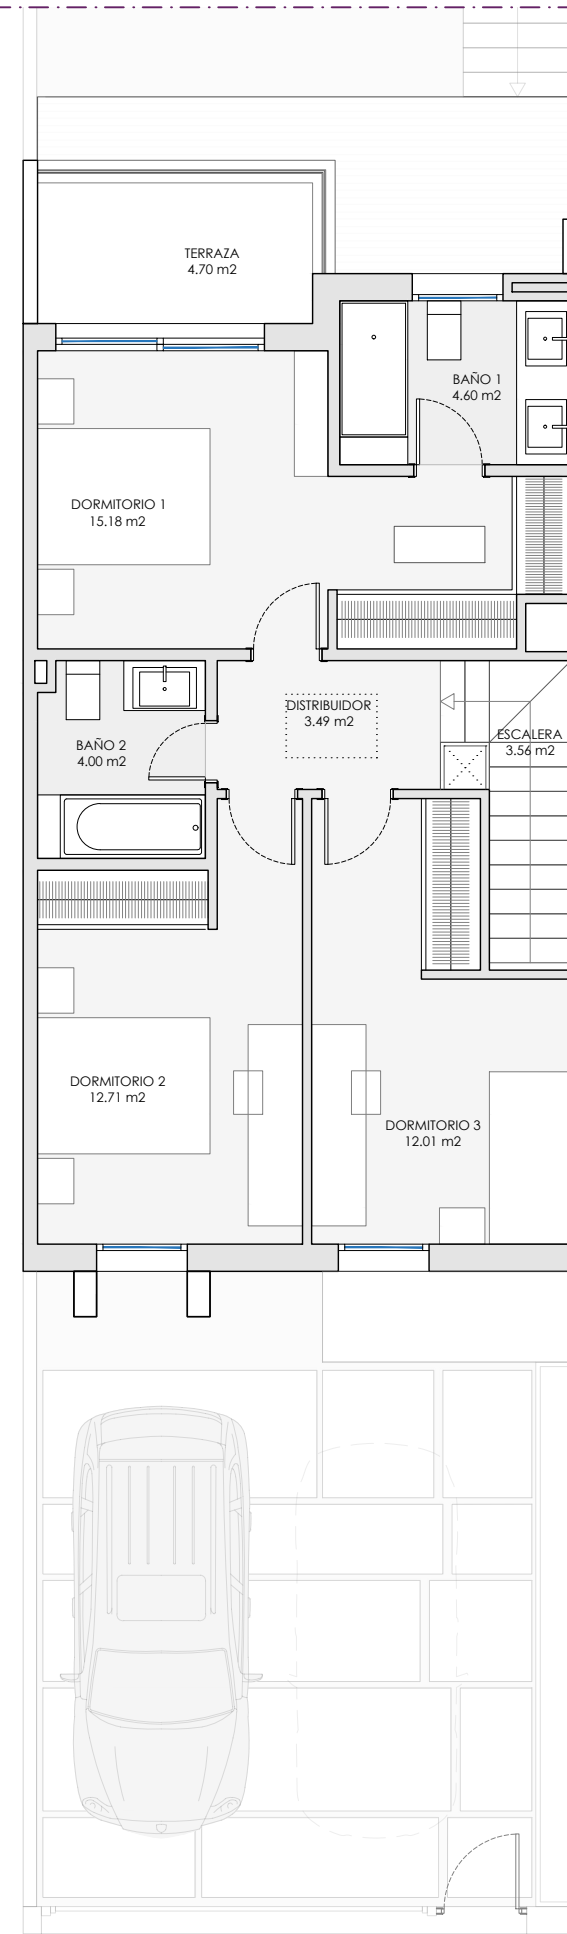 TERRAZA
4.70 m2
BAÑO 1
4.60 m2
DORMITORIO 1
15.18 m2
DISTRIBUIDOR
3.49 m2
ESCALERA
3.56 m2
BAÑO 2
4.00 m2
DORMITORIO 2
12.71 m2
DORMITORIO 3
12.01 m2